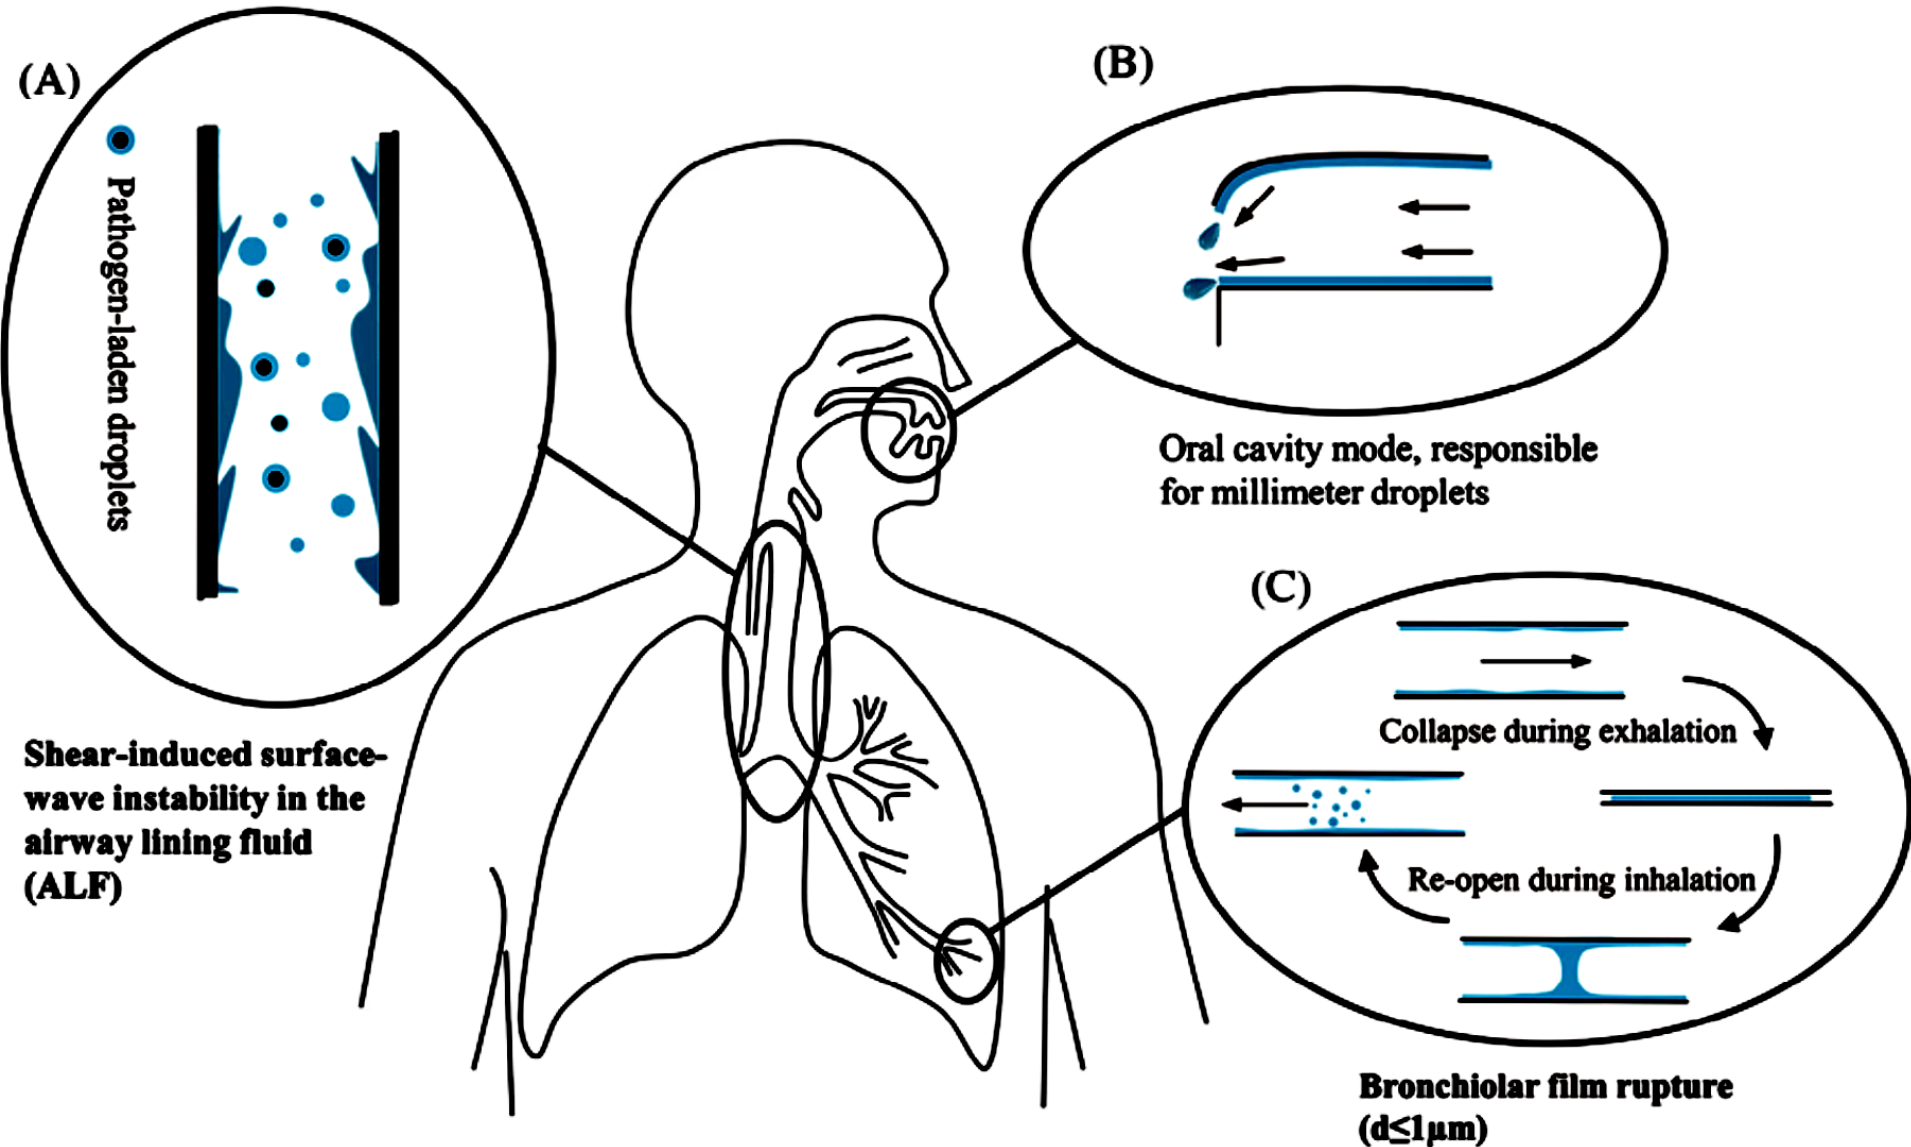 (A)
Pathogen-laden droplets
Shear-induced surface-
wave instability in the
airway lining fluid
(ALF)
(B)
Oral cavity mode, responsible
for millimeter droplets
(C)
Collapse during exhalation
Re-open during inhalation
Bronchiolar film rupture
(d≤1μm)